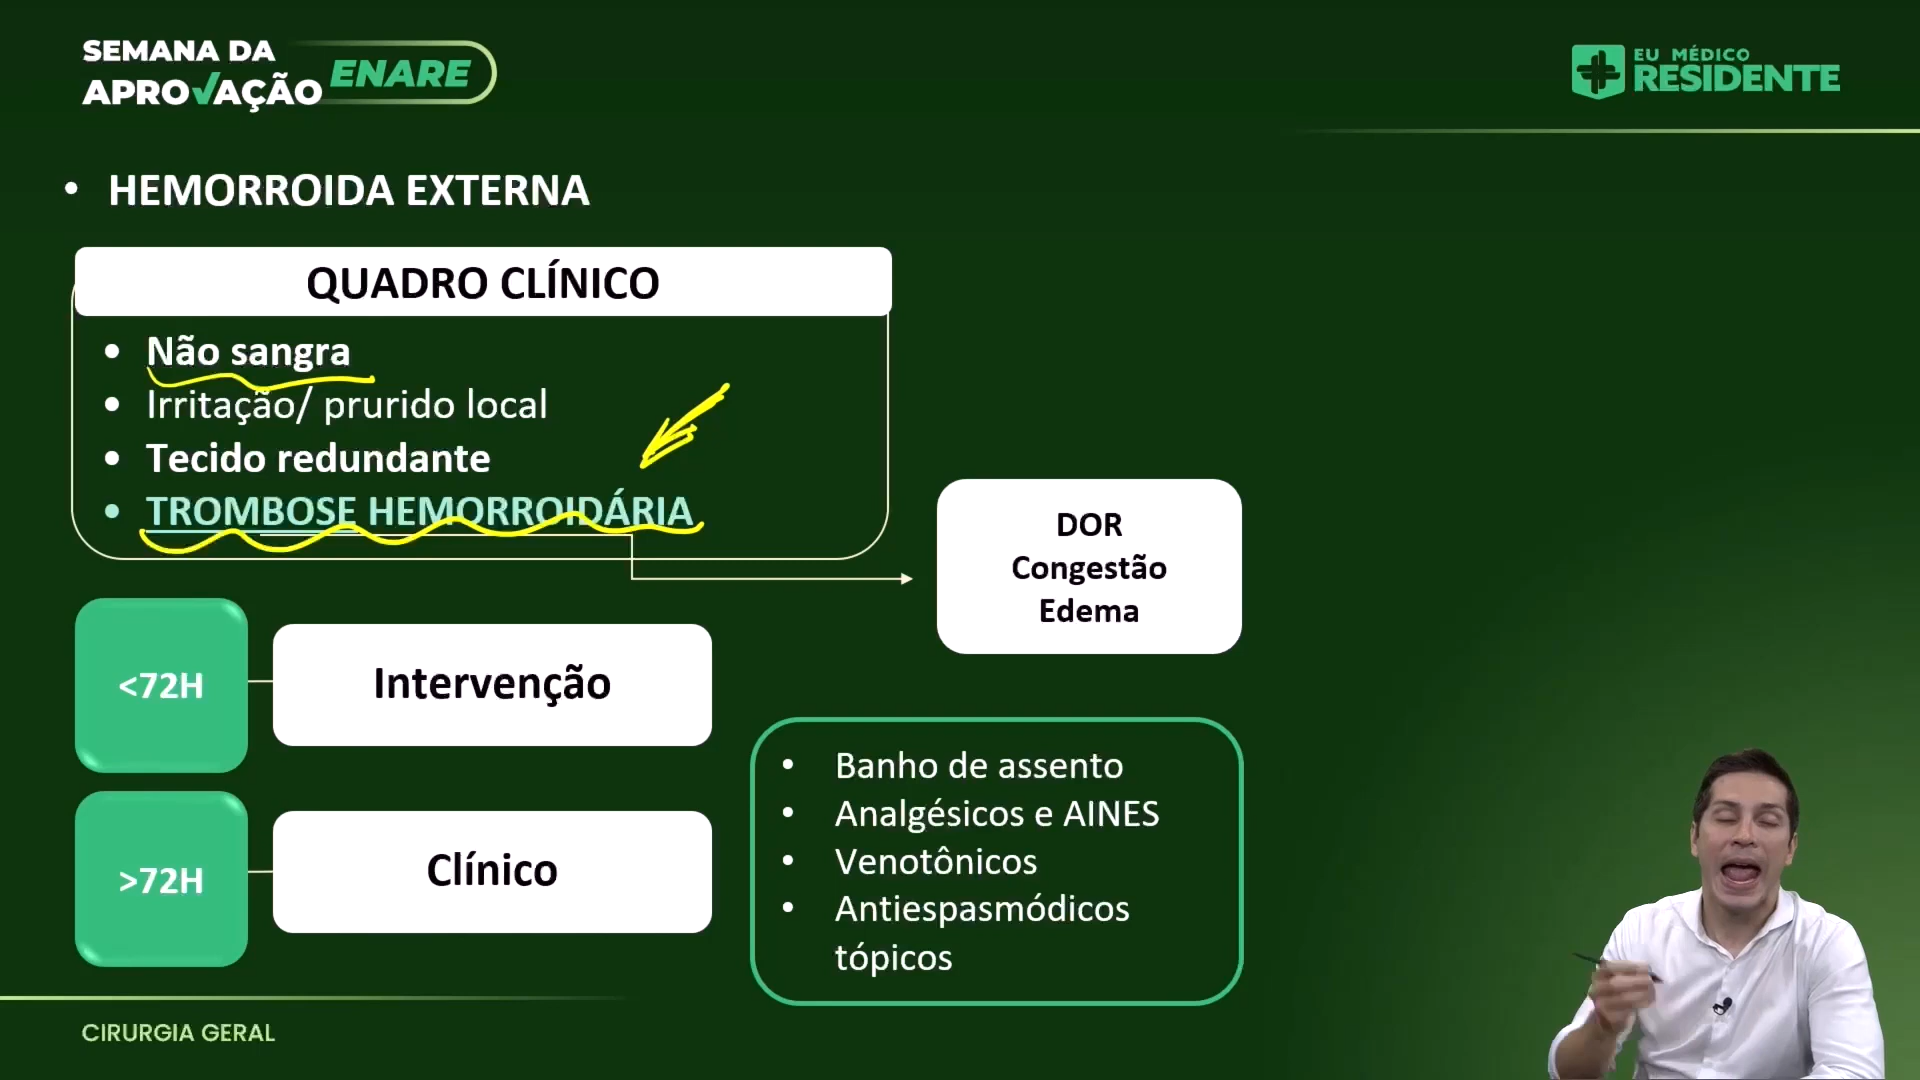 SEMANA DA
APROVAÇÃO ENARE
EU MÉDICO
RESIDENTE
• HEMORROIDA EXTERNA
QUADRO CLÍNICO
• Não sangra
• Irritação/ prurido local
• Tecido redundante
• TROMBOSE HEMORROIDÁRIA
DOR
Congestão
Edema
<72H
Intervenção
>72H
Clínico
• Banho de assento
• Analgésicos e AINES
• Venotônicos
• Antiespasmódicos
tópicos
CIRURGIA GERAL